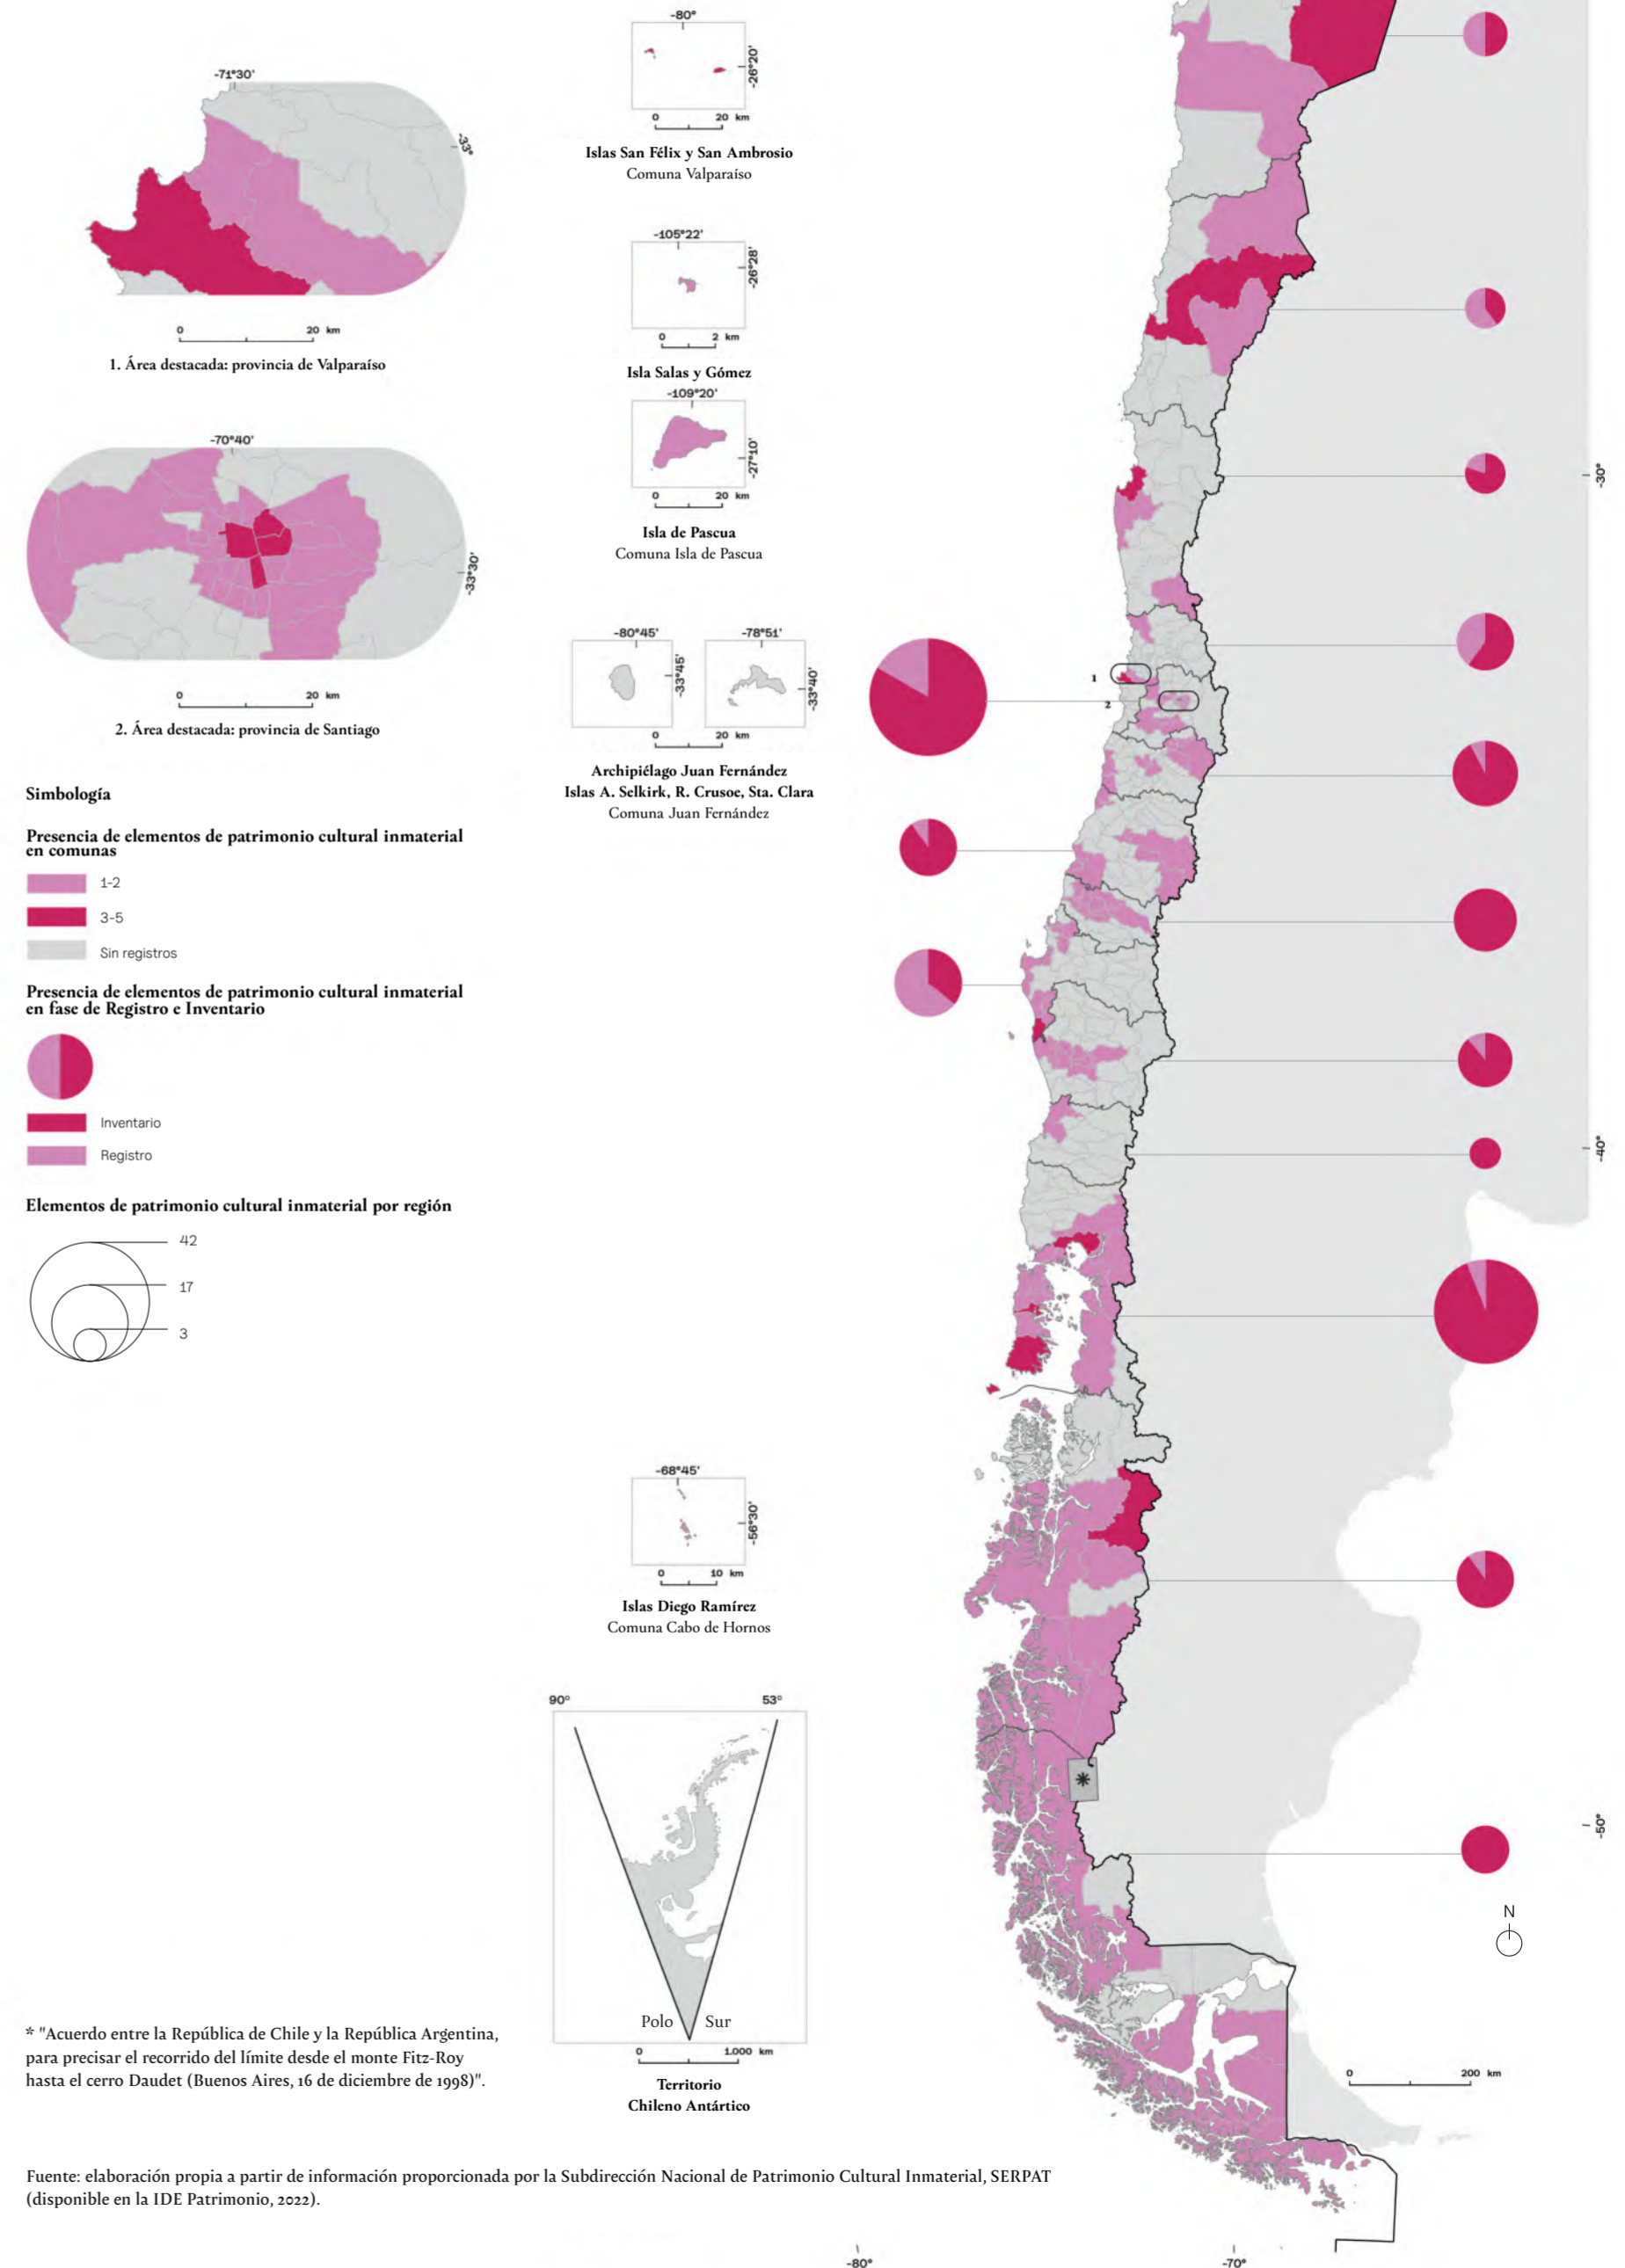 -71°30'
-33°
0 20 km
1. Área destacada: provincia de Valparaíso
-70°40'
-33°30'
0 20 km
2. Área destacada: provincia de Santiago
Simbología
Presencia de elementos de patrimonio cultural inmaterial
en comunas
1-2
3-5
Sin registros
Presencia de elementos de patrimonio cultural inmaterial
en fase de Registro e Inventario
Inventario
Registro
Elementos de patrimonio cultural inmaterial por región
42
17
3
-80°
-26°20'
0 20 km
Islas San Félix y San Ambrosio
Comuna Valparaíso
-105°22'
-26°28'
0 2 km
Isla Salas y Gómez
-109°20'
-27°10'
0 20 km
Isla de Pascua
Comuna Isla de Pascua
-80°45'
-33°45'
-78°51'
-33°40'
0 20 km
Archipiélago Juan Fernández
Islas A. Selkirk, R. Crusoe, Sta. Clara
Comuna Juan Fernández
-68°45'
-56°30'
0 10 km
Islas Diego Ramírez
Comuna Cabo de Hornos
90° 53°
Polo Sur
0 1.000 km
Territorio
Chileno Antártico
1
2
-30°
-40°
-50°
*
N
0 200 km
-80° -70°
* "Acuerdo entre la República de Chile y la República Argentina,
para precisar el recorrido del límite desde el monte Fitz-Roy
hasta el cerro Daudet (Buenos Aires, 16 de diciembre de 1998)".
Fuente: elaboración propia a partir de información proporcionada por la Subdirección Nacional de Patrimonio Cultural Inmaterial, SERPAT
(disponible en la IDE Patrimonio, 2022).